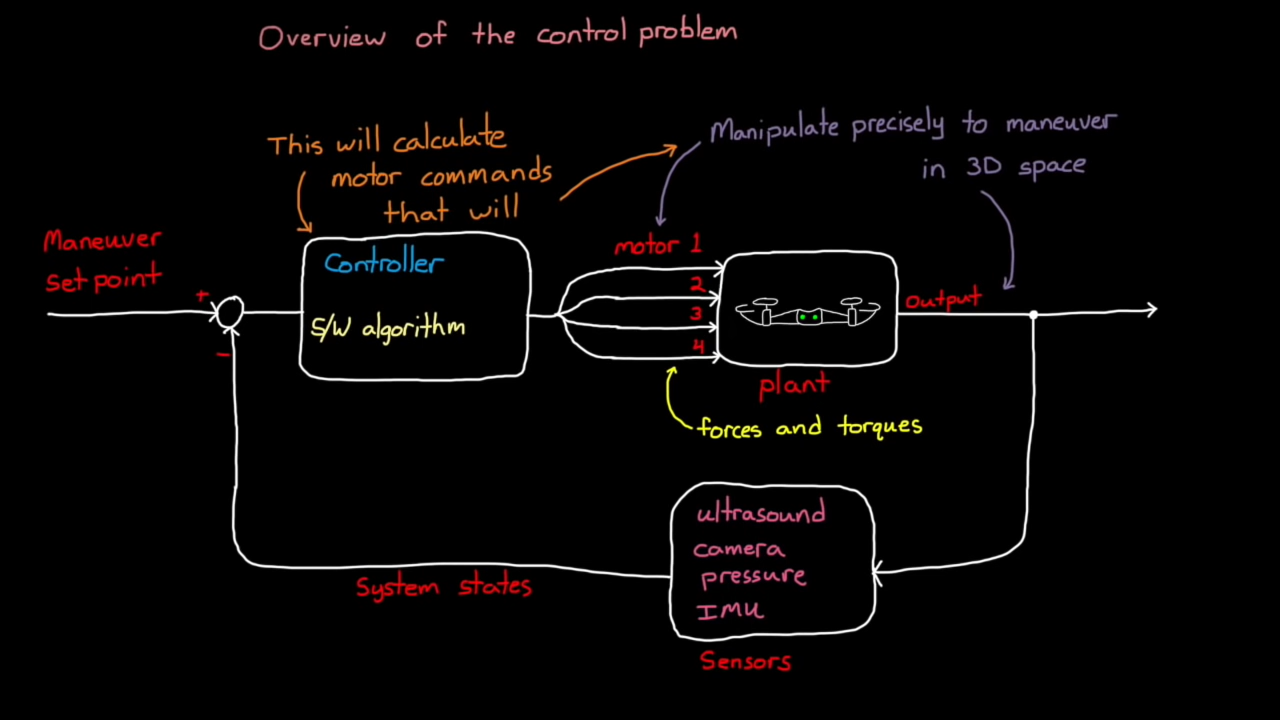 Overview of the control problem
This will calculate
motor commands
that will
Manipulate precisely to maneuver
in 3D space
Maneuver
set point
+
−
Controller
S/W algorithm
motor 1
2
3
4
Output
plant
forces and torques
ultrasound
camera
pressure
IMU
System states
Sensors